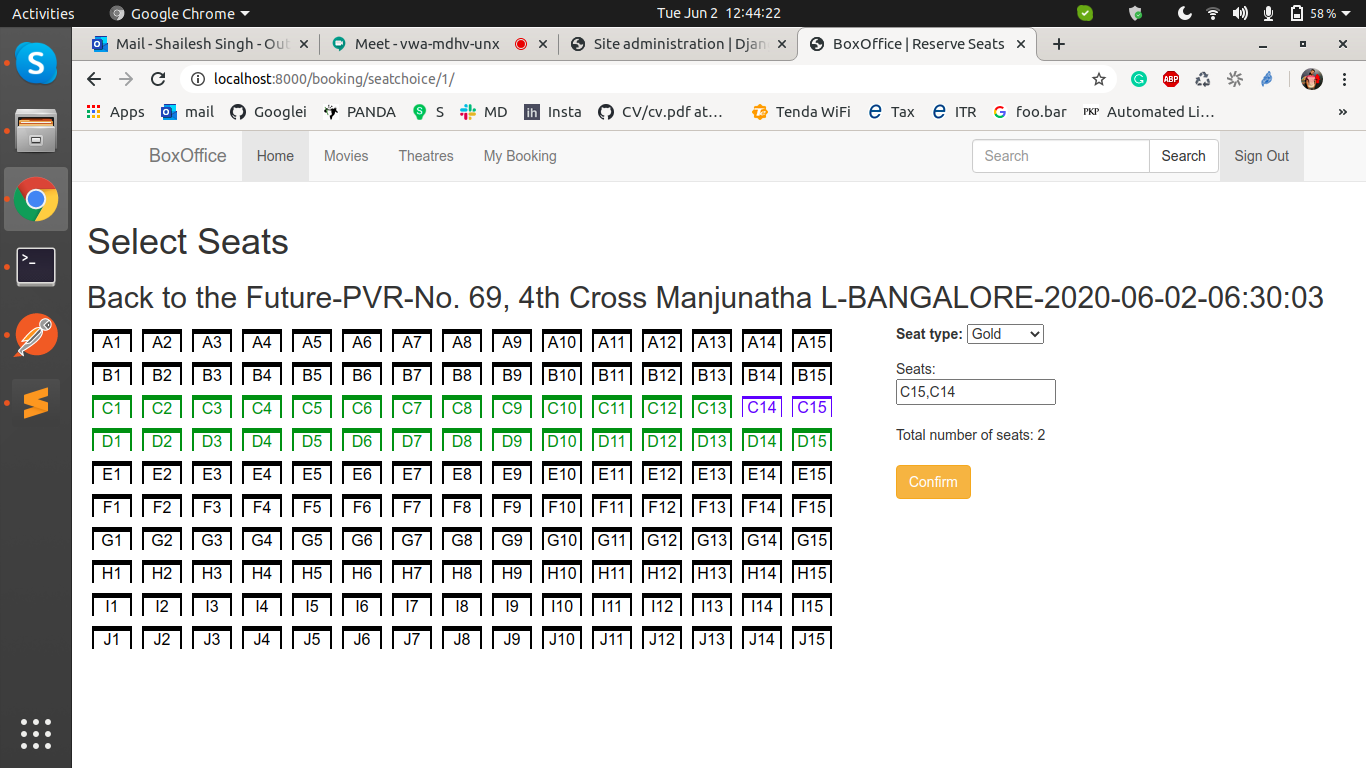 Activities Google Chrome Tue Jun 2 12:44:22 58 %
Mail - Shailesh Singh - Out Meet - vwa-mdhv-unx Site administration | Djan BoxOffice | Reserve Seats
localhost:8000/booking/seatchoice/1/ ABP
Apps mail Googlei PANDA S MD Insta CV/cv.pdf at… Tenda WiFi Tax ITR foo.bar PKP Automated Li… »
BoxOffice Home Movies Theatres My Booking Search Search Sign Out
Select Seats
Back to the Future-PVR-No. 69, 4th Cross Manjunatha L-BANGALORE-2020-06-02-06:30:03
A1 A2 A3 A4 A5 A6 A7 A8 A9 A10 A11 A12 A13 A14 A15
B1 B2 B3 B4 B5 B6 B7 B8 B9 B10 B11 B12 B13 B14 B15
C1 C2 C3 C4 C5 C6 C7 C8 C9 C10 C11 C12 C13 C14 C15
D1 D2 D3 D4 D5 D6 D7 D8 D9 D10 D11 D12 D13 D14 D15
E1 E2 E3 E4 E5 E6 E7 E8 E9 E10 E11 E12 E13 E14 E15
F1 F2 F3 F4 F5 F6 F7 F8 F9 F10 F11 F12 F13 F14 F15
G1 G2 G3 G4 G5 G6 G7 G8 G9 G10 G11 G12 G13 G14 G15
H1 H2 H3 H4 H5 H6 H7 H8 H9 H10 H11 H12 H13 H14 H15
I1 I2 I3 I4 I5 I6 I7 I8 I9 I10 I11 I12 I13 I14 I15
J1 J2 J3 J4 J5 J6 J7 J8 J9 J10 J11 J12 J13 J14 J15
Seat type: Gold
Seats:
C15,C14
Total number of seats: 2
Confirm